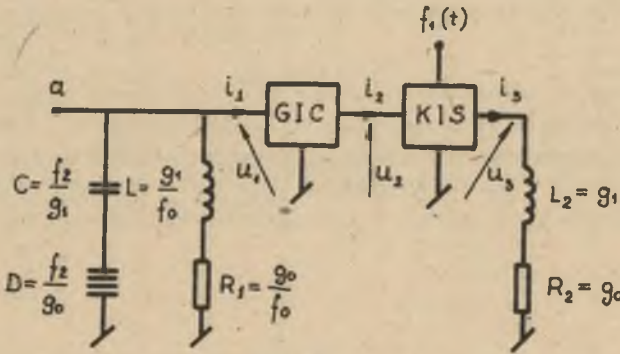 f₁(t)
a
i₁
GIC
i₂
KIS
i₃
u₁
u₂
u₃
C = f₂/g₁
L = g₁/f₀
L₂ = g₁
D = f₂/g₀
R₁ = g₀/f₀
R₂ = g₀